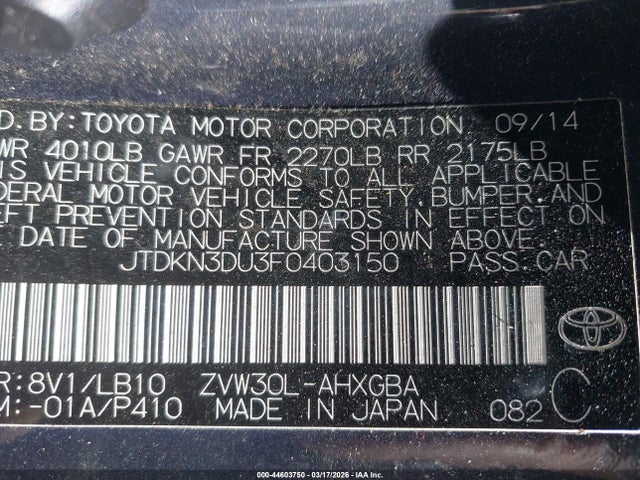 D.BY:TOYOTA MOTOR CORPORATION 09/14
WR 4010LB GAWR FR 2270LB RR 2175LB
IS VEHICLE CONFORMS TO ALL APPLICABLE
DERAL MOTOR VEHICLE SAFETY,BUMPER,AND
EFT PREVENTION STANDARDS IN EFFECT ON
E DATE OF MANUFACTURE SHOWN ABOVE.
JTDKN3DU3F0403150 PASS.CAR
R:8V1/LB10 ZVW30L-AHXGBA
M:-01A/P410 MADE IN JAPAN 082 C
000-44603750 - 03/17/2026 - IAA Inc.